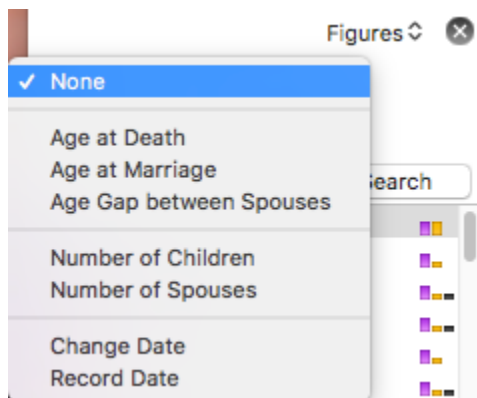 Figures
None
Age at Death
Age at Marriage
Search
Age Gap between Spouses
Number of Children
Number of Spouses
Change Date
Record Date